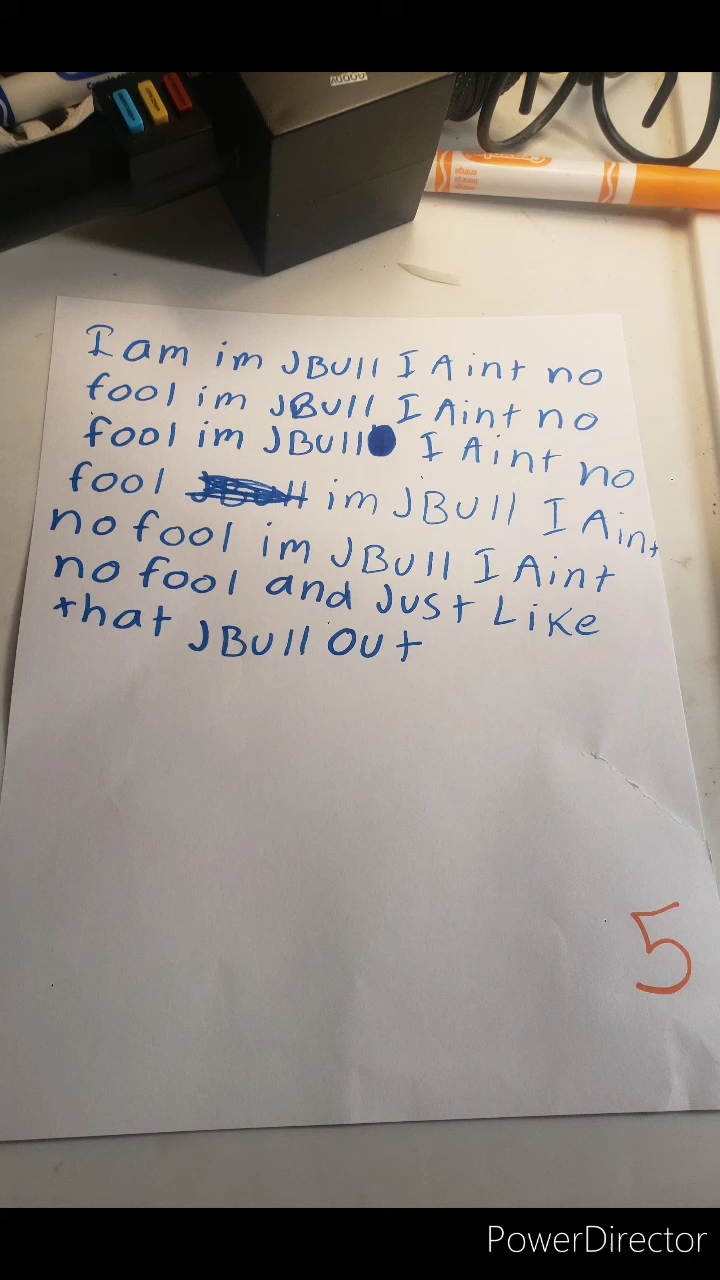 I am im JBull I Aint no
fool im JBull I Aint no
fool im JBull I Aint no
fool im JBull I Aint
no fool im JBull I Aint
no fool and Just Like
that JBull Out
5
PowerDirector